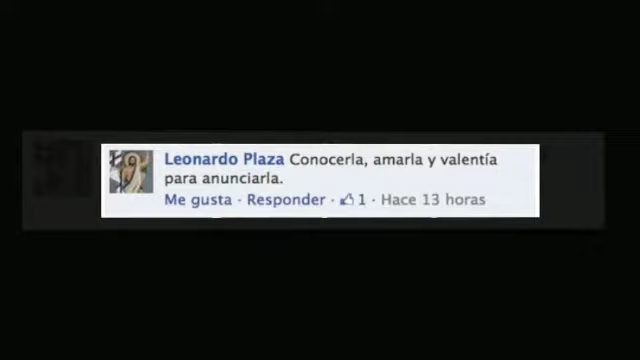 Leonardo Plaza Conocerla, amarla y valentía
para anunciarla.
Me gusta · Responder · 1 · Hace 13 horas